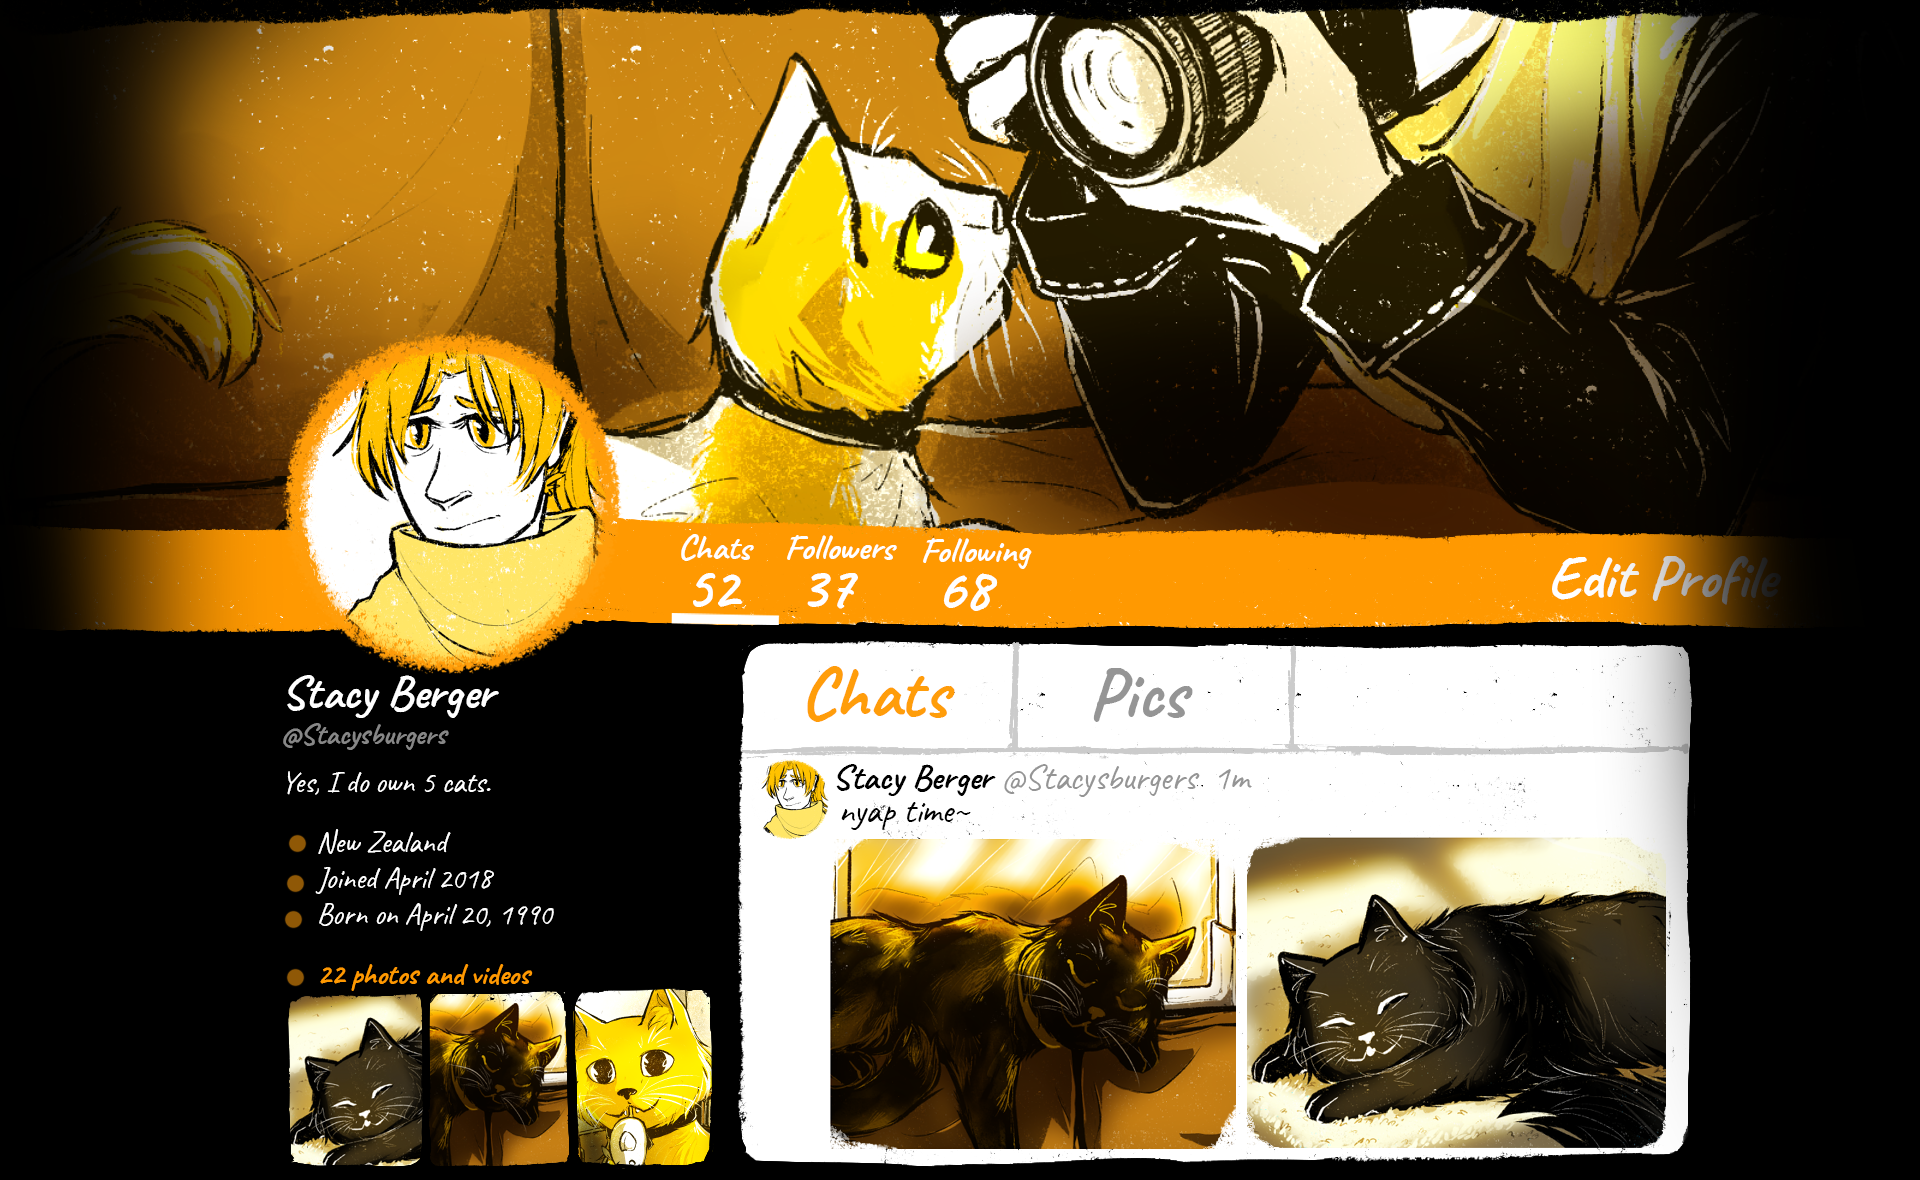 Chats Followers Following
52 37 68
Edit Profile
Stacy Berger
@Stacysburgers
Yes, I do own 5 cats.
New Zealand
Joined April 2018
Born on April 20, 1990
22 photos and videos
Chats Pics
Stacy Berger @Stacysburgers 1m
nyap time~